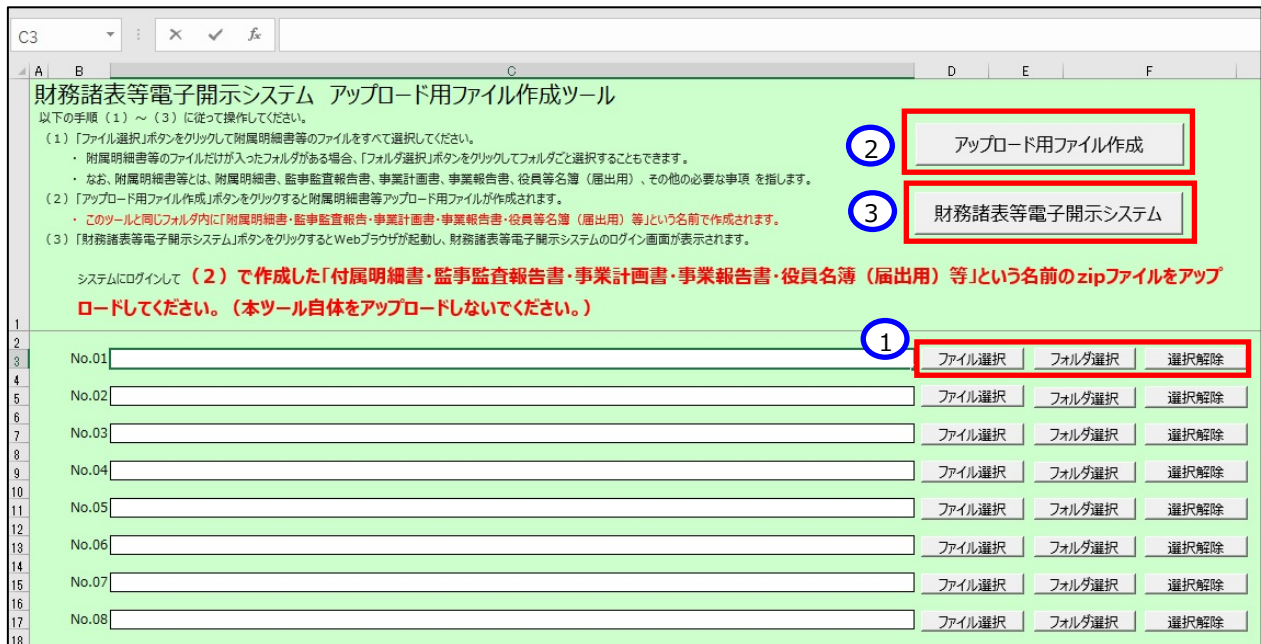 C3
A B C D E F
財務諸表等電子開示システム アップロード用ファイル作成ツール
以下の手順（1）～（3）に従って操作してください。
（1）「ファイル選択」ボタンをクリックして附属明細書等のファイルをすべて選択してください。
・ 附属明細書等のファイルだけが入ったフォルダがある場合、「フォルダ選択」ボタンをクリックしてフォルダごと選択することもできます。
・ なお、附属明細書等とは、附属明細書、監事監査報告書、事業計画書、事業報告書、役員等名簿（届出用）、その他の必要な事項 を指します。
（2）「アップロード用ファイル作成」ボタンをクリックすると附属明細書等アップロード用ファイルが作成されます。
・ このツールと同じフォルダ内に「附属明細書・監事監査報告・事業計画書・事業報告書・役員等名簿（届出用）等」という名前で作成されます。
（3）「財務諸表等電子開示システム」ボタンをクリックするとWebブラウザが起動し、財務諸表等電子開示システムのログイン画面が表示されます。
システムにログインして（2）で作成した「付属明細書・監事監査報告書・事業計画書・事業報告書・役員名簿（届出用）等」という名前のzipファイルをアップ
ロードしてください。（本ツール自体をアップロードしないでください。）
② アップロード用ファイル作成
③ 財務諸表等電子開示システム
1
①
2
3 No.01 ファイル選択 フォルダ選択 選択解除
4
5 No.02 ファイル選択 フォルダ選択 選択解除
6
7 No.03 ファイル選択 フォルダ選択 選択解除
8
9 No.04 ファイル選択 フォルダ選択 選択解除
10
11 No.05 ファイル選択 フォルダ選択 選択解除
12
13 No.06 ファイル選択 フォルダ選択 選択解除
14
15 No.07 ファイル選択 フォルダ選択 選択解除
16
17 No.08 ファイル選択 フォルダ選択 選択解除
18